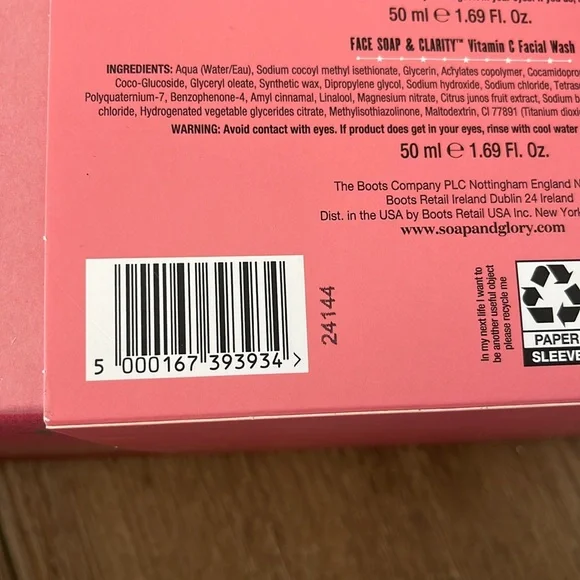 50 ml ℮ 1.69 Fl. Oz.
FACE SOAP & CLARITY™ Vitamin C Facial Wash
INGREDIENTS: Aqua (Water/Eau), Sodium cocoyl methyl isethionate, Glycerin, Acrylates copolymer,
Coco-Glucoside, Glyceryl oleate, Synthetic wax, Dipropylene glycol, Sodium hydroxide, Sodium chloride,
Polyquaternium-7, Benzophenone-4, Amyl cinnamal, Linalool, Magnesium nitrate, Citrus junos fruit extract, Sodium
chloride, Hydrogenated vegetable glycerides citrate, Methylisothiazolinone, Maltodextrin, CI 77891 (Titanium
WARNING: Avoid contact with eyes. If product does get in your eyes, rinse with cool water
50 ml ℮ 1.69 Fl. Oz.
The Boots Company PLC Nottingham England
Boots Retail Ireland Dublin 24 Ireland
Dist. in the USA by Boots Retail USA Inc. New
www.soapandglory.com
5 000167 393934 >
24144
In my next life I want to
be another useful object
please recycle me
PAPER
SLEEVE